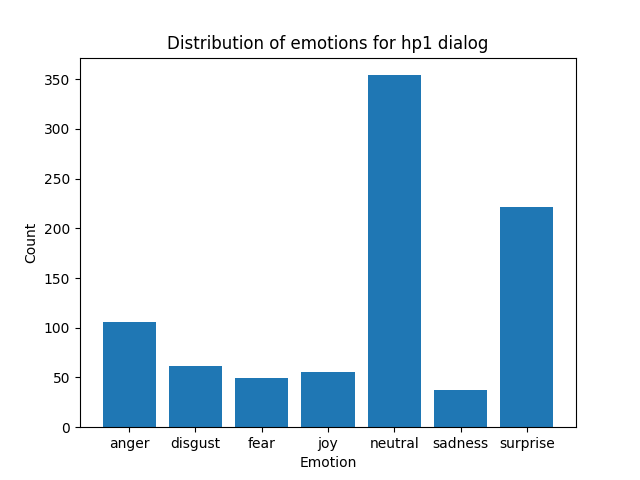 Distribution of emotions for hp1 dialog
350
300
250
200
150
100
50
0
Count
anger disgust fear joy neutral sadness surprise
Emotion